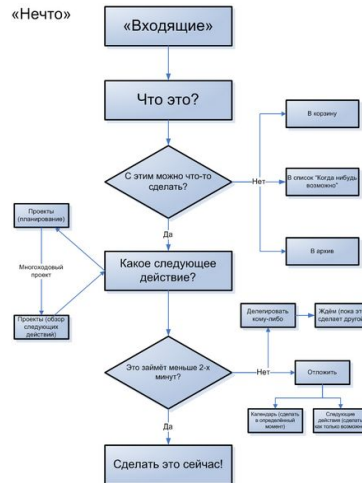 «Нечто»
«Входящие»
Что это?
С этим можно что-то
сделать?
Нет
В корзину
В список "Когда нибудь
возможно"
В архив
Да
Проекты
(планирование)
Многоходовый
проект
Проекты (обзор
следующих
действий)
Какое следующее
действие?
Это займёт меньше 2-х
минут?
Нет
Делегировать
кому-либо
Ждём (пока это
сделает другой)
Отложить
Календарь (сделать
в определённый
момент)
Следующие
действия (сделать
как только возможно)
Да
Сделать это сейчас!